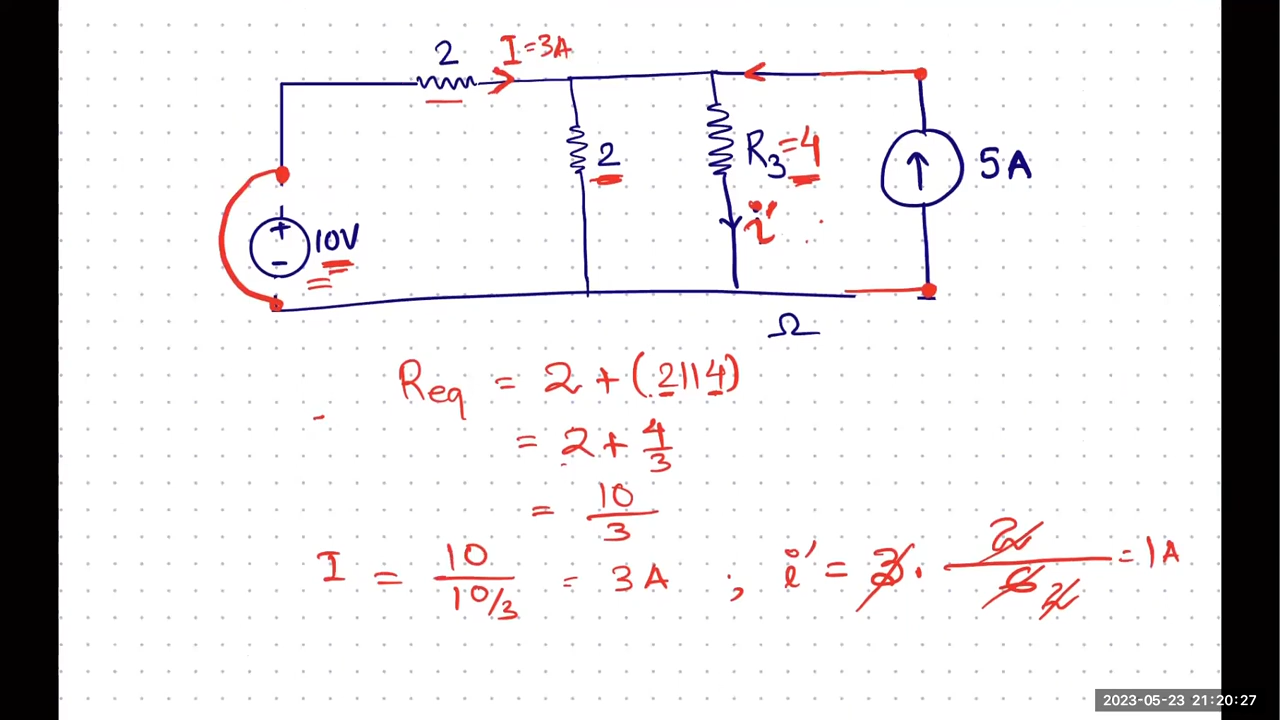 2 I = 3A
2 R3 = 4 5A
+ 10V
-
i'
Ω
Req = 2 + (2||4)
= 2 + 4/3
= 10/3
I = 10/(10/3) = 3A ; i' = 3 · 2/6 = 1A
2023-05-23 21:20:27